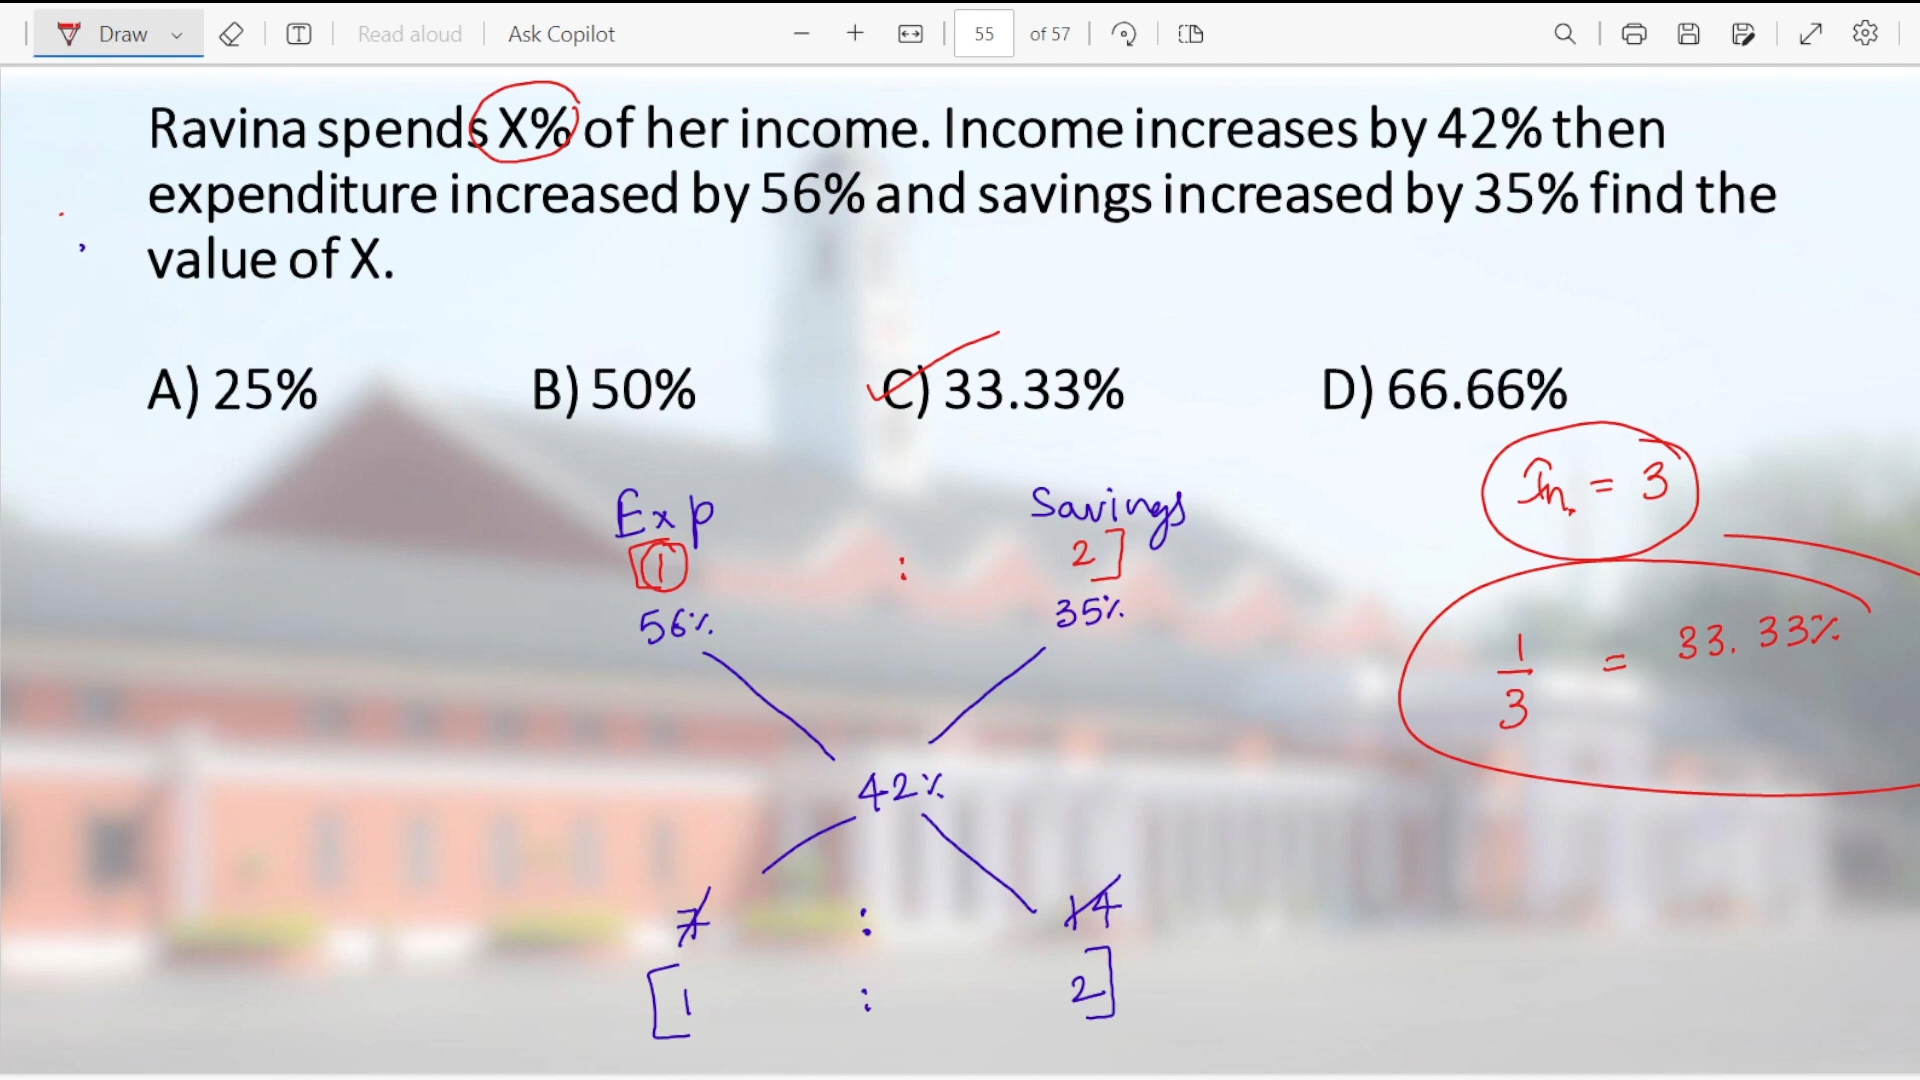 Draw Read aloud Ask Copilot 55 of 57
Ravina spends X% of her income. Income increases by 42% then
expenditure increased by 56% and savings increased by 35% find the
value of X.
A) 25% B) 50% C) 33.33% D) 66.66%
In. = 3
Exp Savings
1 : 2
56% 35%
1/3 = 33.33%
42%
7 : 14
1 : 2